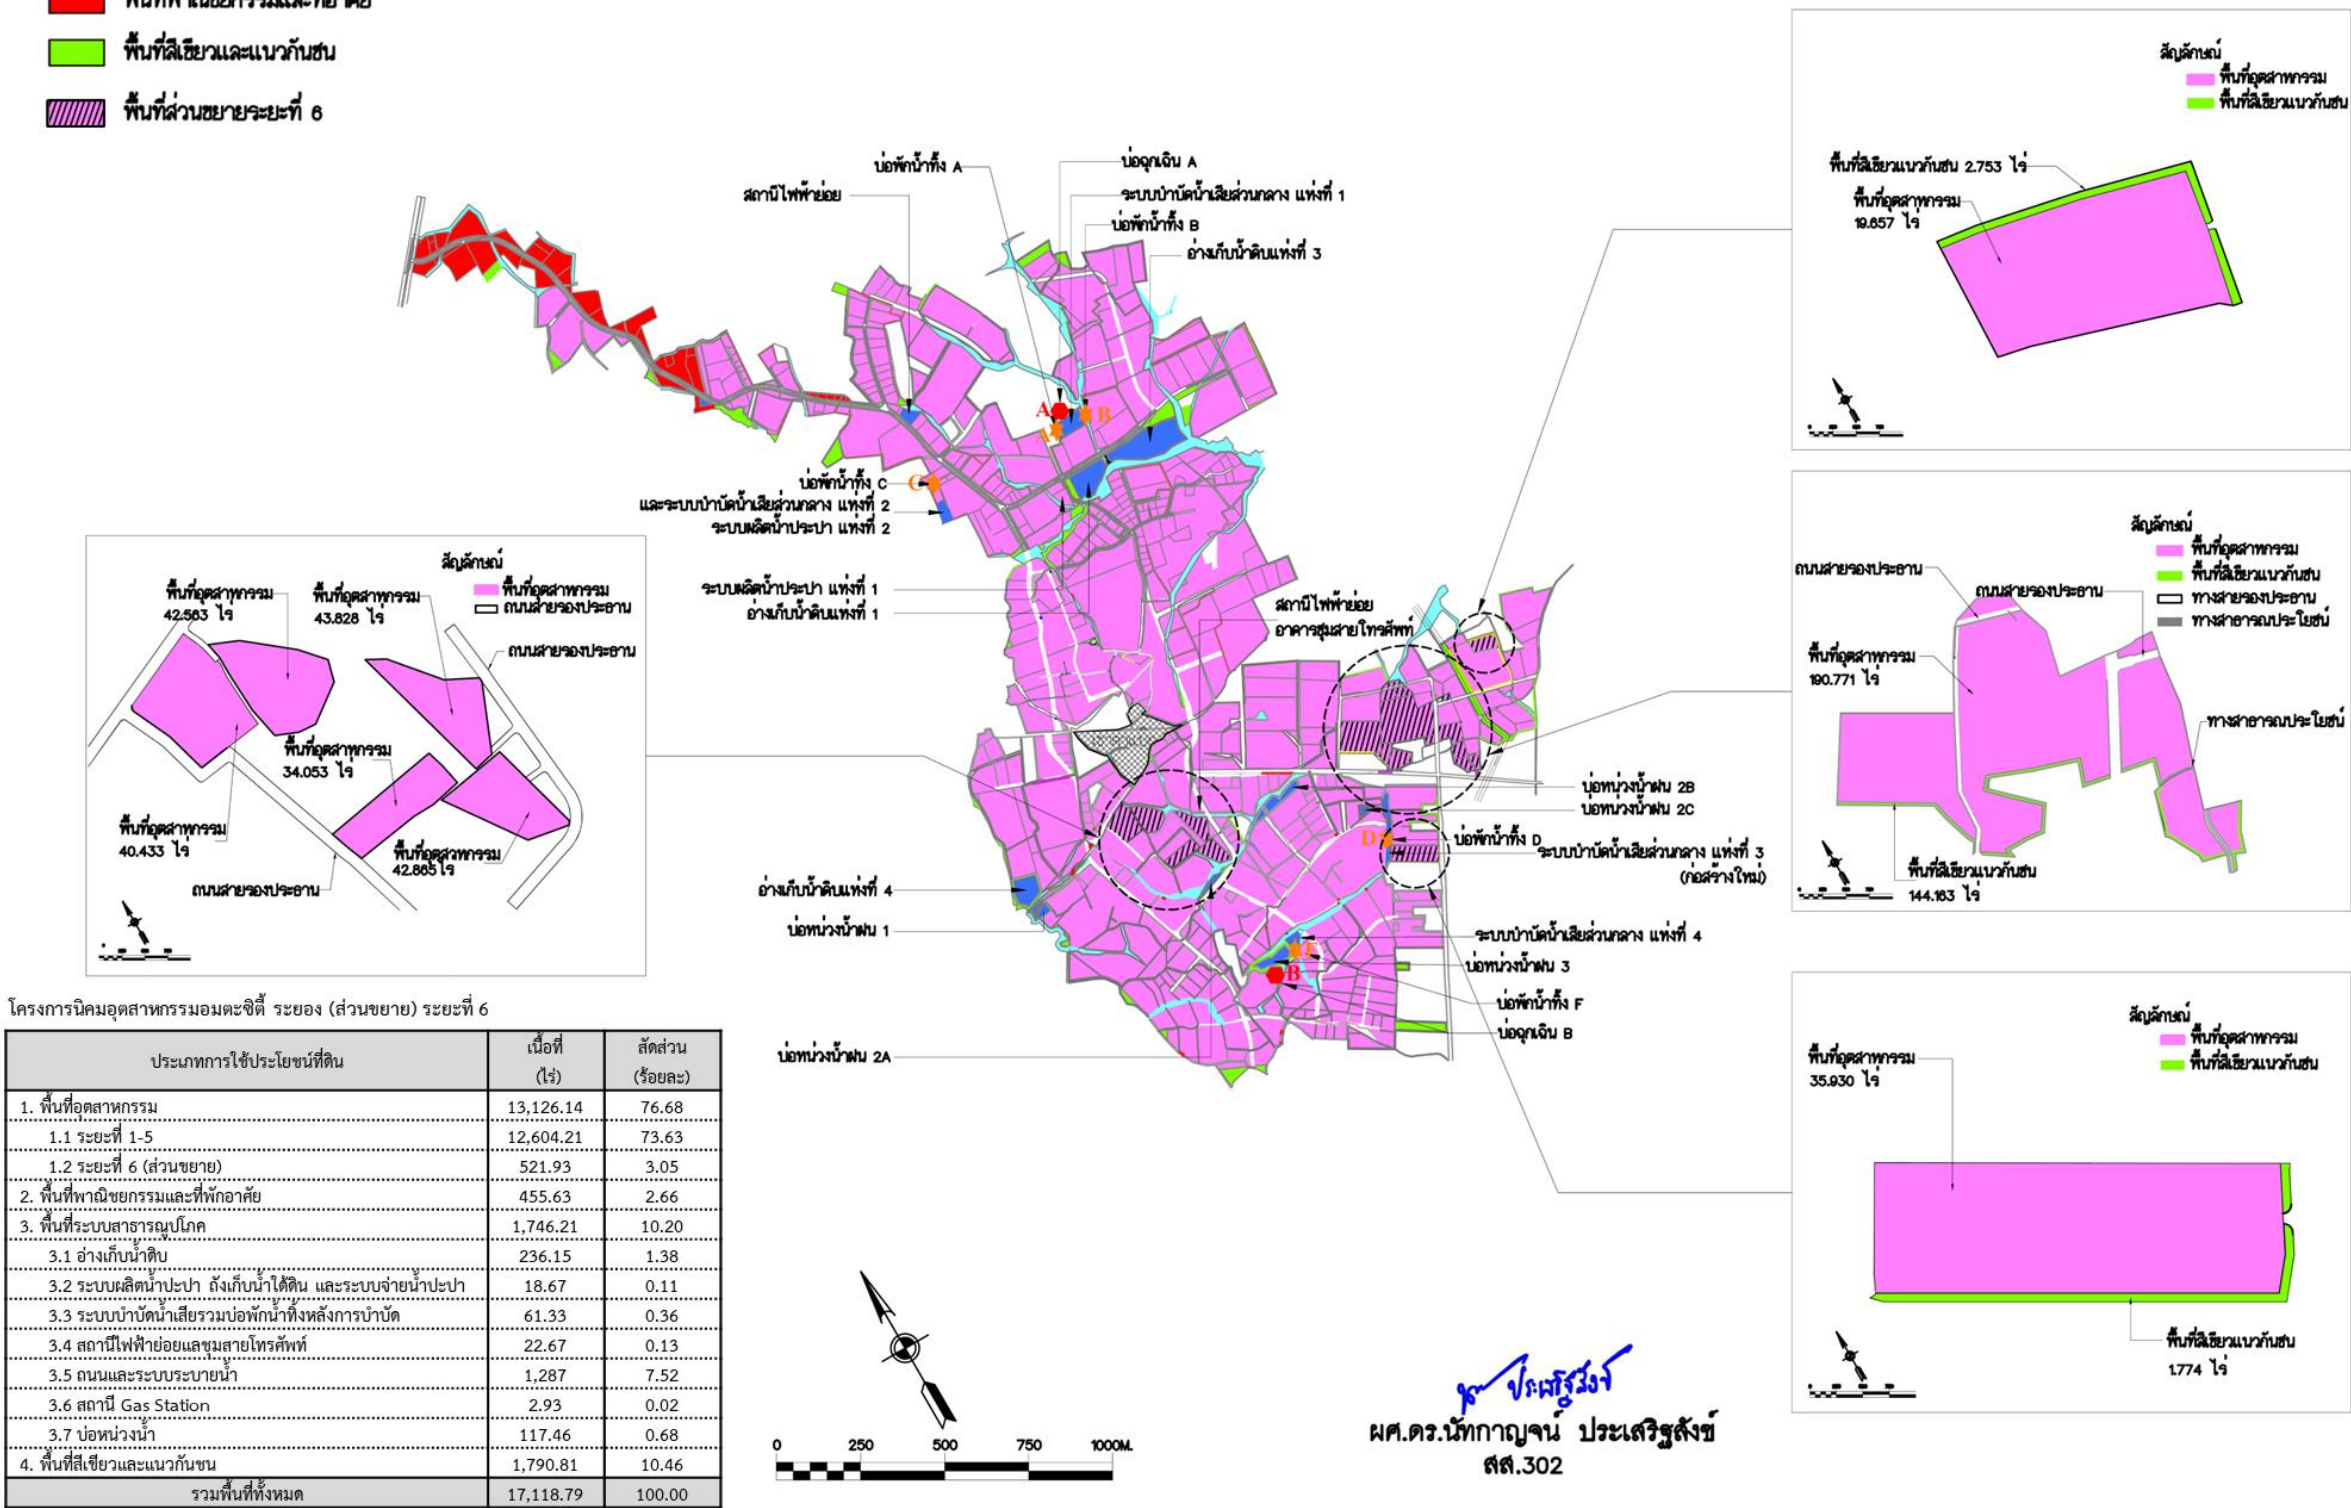 พื้นที่พาณิชยกรรมและที่อาศัย
พื้นที่สีเขียวและแนวกันชน
พื้นที่ส่วนขยายระยะที่ 6
บ่อพักน้ำทิ้ง A
สถานีไฟฟ้าย่อย
บ่อฉุกเฉิน A
ระบบบำบัดน้ำเสียส่วนกลาง แห่งที่ 1
บ่อพักน้ำทิ้ง B
อ่างเก็บน้ำดิบแห่งที่ 3
A
B
A
C
บ่อพักน้ำทิ้ง C
และระบบบำบัดน้ำเสียส่วนกลาง แห่งที่ 2
ระบบผลิตน้ำประปา แห่งที่ 2
ระบบผลิตน้ำประปา แห่งที่ 1
อ่างเก็บน้ำดิบแห่งที่ 1
สถานีไฟฟ้าย่อย
อาคารชุมสายโทรศัพท์
บ่อหน่วงน้ำฝน 2B
บ่อหน่วงน้ำฝน 2C
D
บ่อพักน้ำทิ้ง D
ระบบบำบัดน้ำเสียส่วนกลาง แห่งที่ 3
(ก่อสร้างใหม่)
อ่างเก็บน้ำดิบแห่งที่ 4
บ่อหน่วงน้ำฝน 1
ระบบบำบัดน้ำเสียส่วนกลาง แห่งที่ 4
F
บ่อหน่วงน้ำฝน 3
B
บ่อพักน้ำทิ้ง F
บ่อฉุกเฉิน B
บ่อหน่วงน้ำฝน 2A
สัญลักษณ์
พื้นที่อุตสาหกรรม
พื้นที่สีเขียวแนวกันชน
พื้นที่สีเขียวแนวกันชน 2.753 ไร่
พื้นที่อุตสาหกรรม
19.657 ไร่
สัญลักษณ์
พื้นที่อุตสาหกรรม
พื้นที่สีเขียวแนวกันชน
ทางสายรองประธาน
ทางสาธารณประโยชน์
ถนนสายรองประธาน
ถนนสายรองประธาน
พื้นที่อุตสาหกรรม
190.771 ไร่
ทางสาธารณประโยชน์
พื้นที่สีเขียวแนวกันชน
144.163 ไร่
สัญลักษณ์
พื้นที่อุตสาหกรรม
พื้นที่สีเขียวแนวกันชน
พื้นที่อุตสาหกรรม
35.930 ไร่
พื้นที่สีเขียวแนวกันชน
1.774 ไร่
สัญลักษณ์
พื้นที่อุตสาหกรรม
ถนนสายรองประธาน
พื้นที่อุตสาหกรรม
42.563 ไร่
พื้นที่อุตสาหกรรม
43.828 ไร่
ถนนสายรองประธาน
พื้นที่อุตสาหกรรม
34.053 ไร่
พื้นที่อุตสาหกรรม
40.433 ไร่
พื้นที่อุตสวทกรรม
42.865 ไร่
ถนนสายรองประธาน
โครงการนิคมอุตสาหกรรมอมตะซิตี้ ระยอง (ส่วนขยาย) ระยะที่ 6
ประเภทการใช้ประโยชน์ที่ดิน เนื้อที่ (ไร่) สัดส่วน (ร้อยละ)
1. พื้นที่อุตสาหกรรม 13,126.14 76.68
1.1 ระยะที่ 1-5 12,604.21 73.63
1.2 ระยะที่ 6 (ส่วนขยาย) 521.93 3.05
2. พื้นที่พาณิชยกรรมและที่พักอาศัย 455.63 2.66
3. พื้นที่ระบบสาธารณูปโภค 1,746.21 10.20
3.1 อ่างเก็บน้ำดิบ 236.15 1.38
3.2 ระบบผลิตน้ำปะปา ถังเก็บน้ำใต้ดิน และระบบจ่ายน้ำปะปา 18.67 0.11
3.3 ระบบบำบัดน้ำเสียรวมบ่อพักน้ำทิ้งหลังการบำบัด 61.33 0.36
3.4 สถานีไฟฟ้าย่อยแลชุมสายโทรศัพท์ 22.67 0.13
3.5 ถนนและระบบระบายน้ำ 1,287 7.52
3.6 สถานี Gas Station 2.93 0.02
3.7 บ่อหน่วงน้ำ 117.46 0.68
4. พื้นที่สีเขียวและแนวกันชน 1,790.81 10.46
รวมพื้นที่ทั้งหมด 17,118.79 100.00
0 250 500 750 1000M.
ผศ.ดร.นัทกาญจน์ ประเสริฐสังข์
สส.302